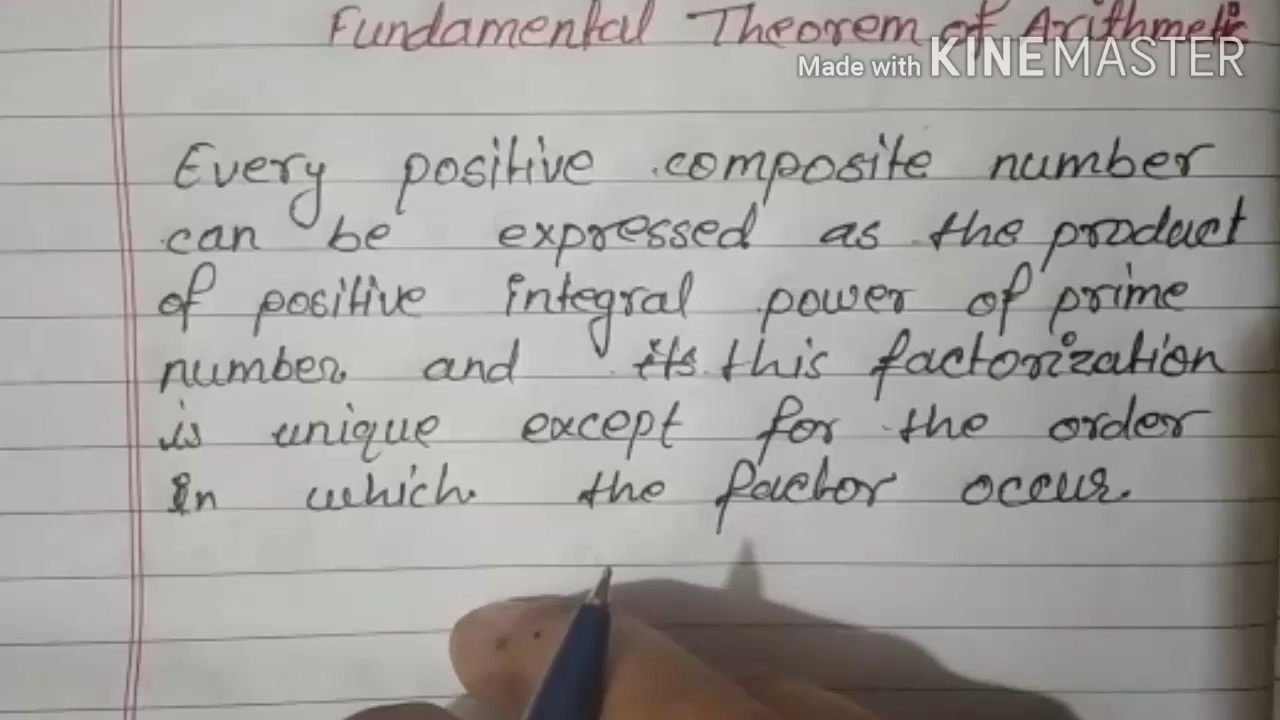 Fundamental Theorem of Arithmetic
Made with KINEMASTER
Every positive composite number
can be expressed as the product
of positive integral power of prime
number and its this factorization
is unique except for the order
in which the factor occur.